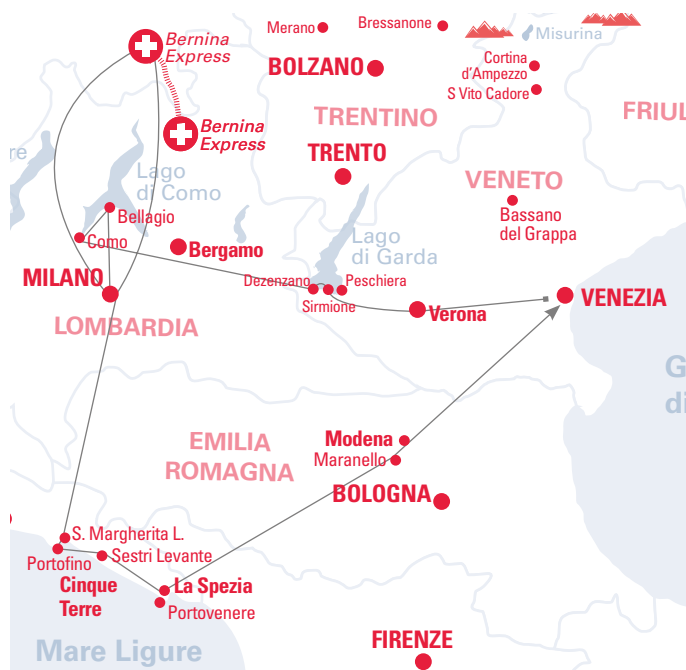 Merano
Bressanone
Misurina
Bernina
Express
BOLZANO
Cortina
d'Ampezzo
S Vito Cadore
TRENTINO
FRIUL
Bernina
Express
re
Lago
di Como
TRENTO
VENETO
Bellagio
Bassano
del Grappa
Como
Bergamo
Lago
di Garda
MILANO
Dezenzano
Peschiera
Sirmione
Verona
VENEZIA
LOMBARDIA
G
di
EMILIA
ROMAGNA
Modena
Maranello
BOLOGNA
S. Margherita L.
Portofino
Sestri Levante
Cinque
Terre
La Spezia
Portovenere
Mare Ligure
FIRENZE